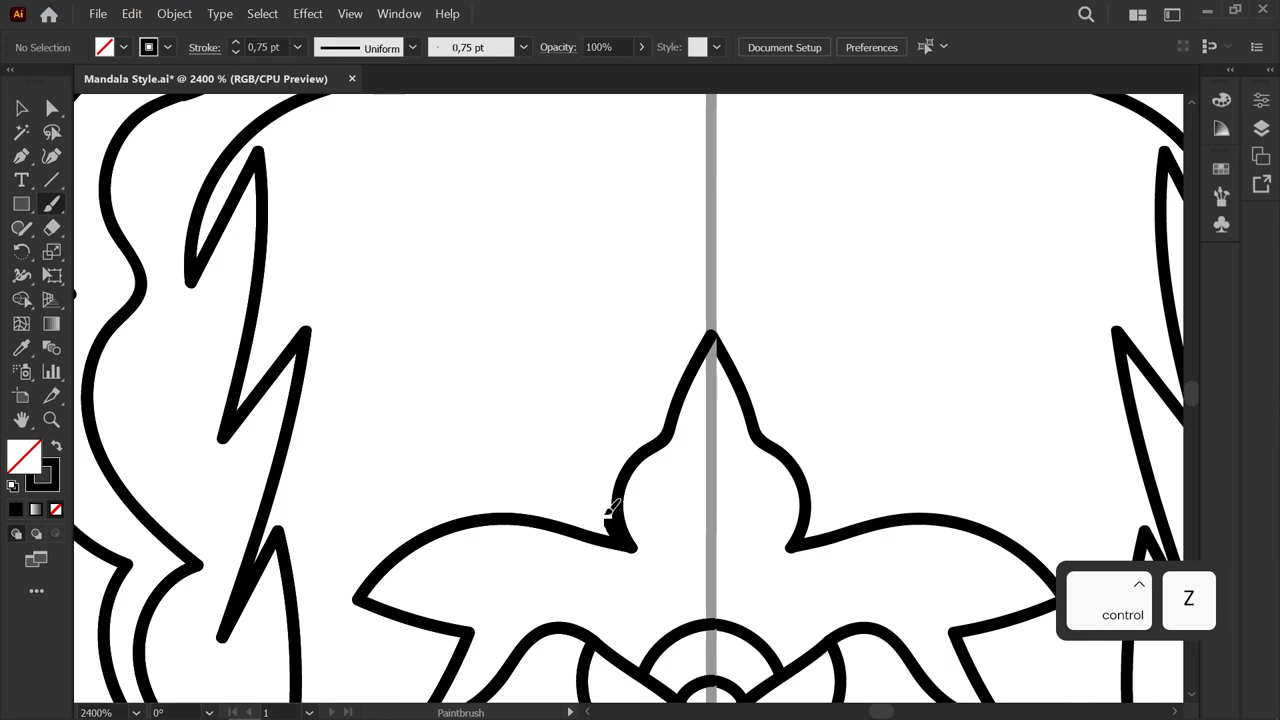 Ai File Edit Object Type Select Effect View Window Help
No Selection Stroke: 0,75 pt Uniform 0,75 pt Opacity: 100% Style: Document Setup Preferences
Mandala Style.ai* @ 2400 % (RGB/CPU Preview)
control Z
2400% 0° 1 Paintbrush